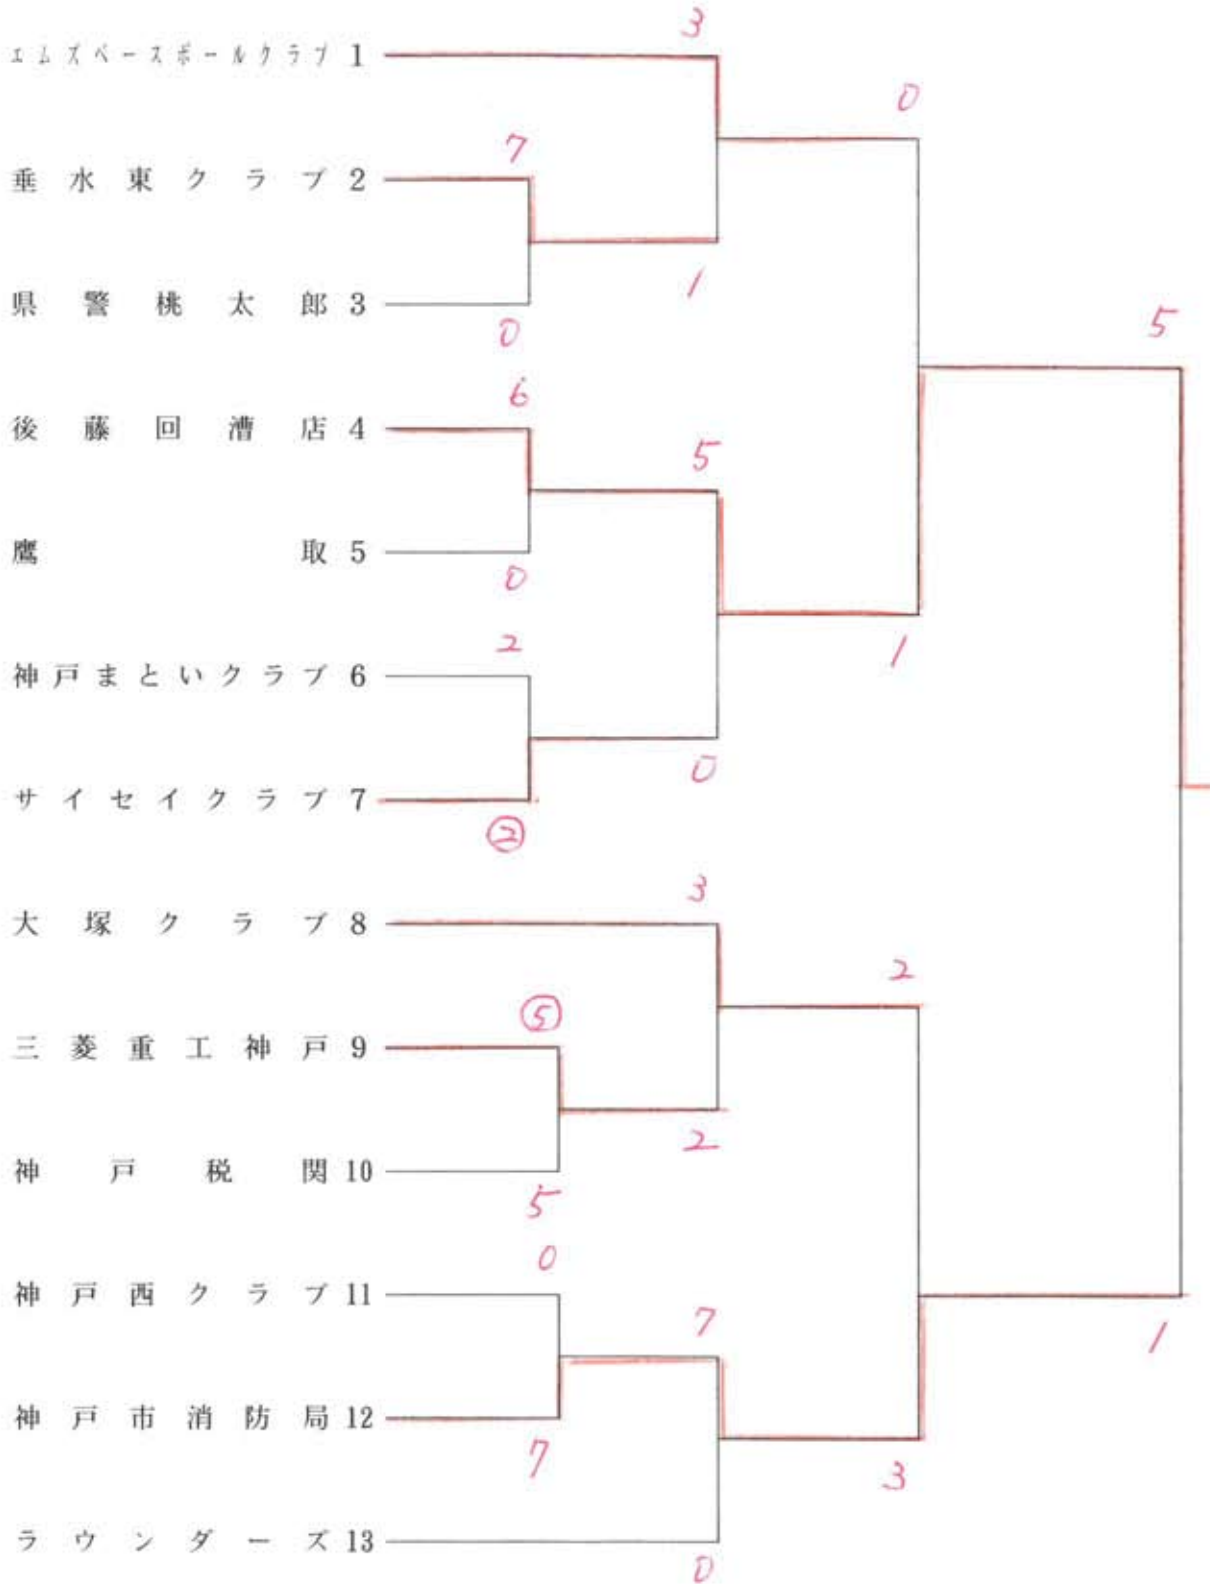 3
エムズベースボールクラブ 1
0
7
垂水東クラブ 2
1
県警桃太郎 3
0
5
6
後藤回漕店 4
5
鷹取 5
0
2
1
神戸まといクラブ 6
0
サイセイクラブ 7
②
3
大塚クラブ 8
2
⑤
三菱重工神戸 9
2
神戸税関 10
5
0
神戸西クラブ 11
7
1
神戸市消防局 12
7
3
ラウンダーズ 13
0